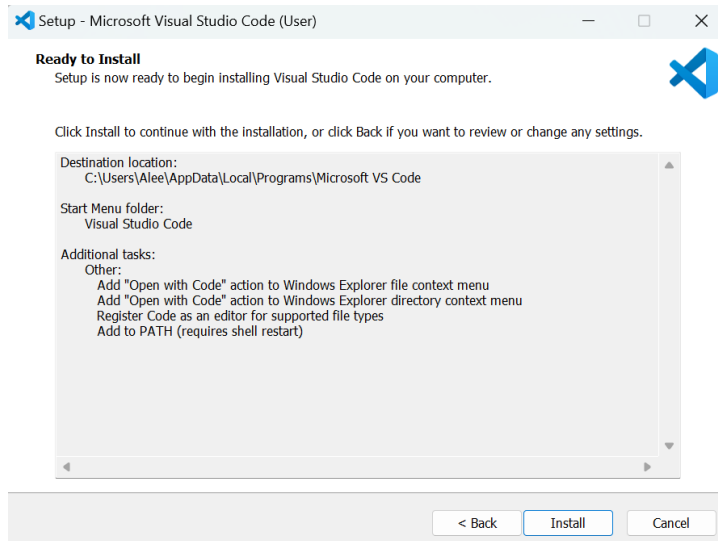 Setup - Microsoft Visual Studio Code (User)
Ready to Install
Setup is now ready to begin installing Visual Studio Code on your computer.
Click Install to continue with the installation, or click Back if you want to review or change any settings.
Destination location:
C:\Users\Alee\AppData\Local\Programs\Microsoft VS Code
Start Menu folder:
Visual Studio Code
Additional tasks:
Other:
Add "Open with Code" action to Windows Explorer file context menu
Add "Open with Code" action to Windows Explorer directory context menu
Register Code as an editor for supported file types
Add to PATH (requires shell restart)
< Back Install Cancel